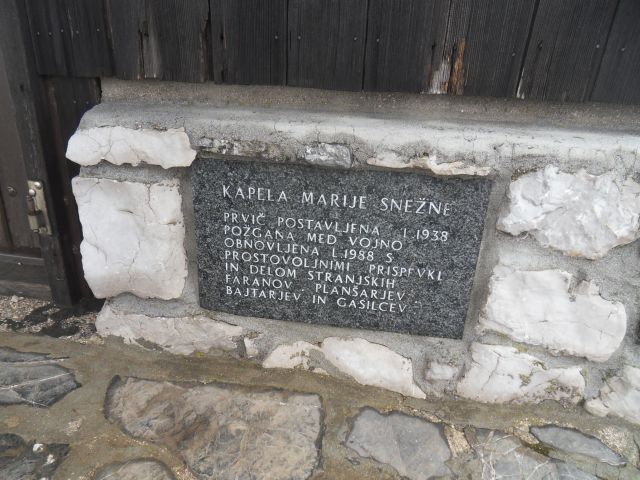 KAPELA MARIJE SNEŽNE
PRVIČ POSTAVLJENA L.1938
POŽGANA MED VOJNO
OBNOVLJENA L.1988 S
PROSTOVOLJNIMI PRISPEVKI
IN DELOM STRANJSKIH
FARANOV PLANŠARJEV
BAJTARJEV IN GASILCEV